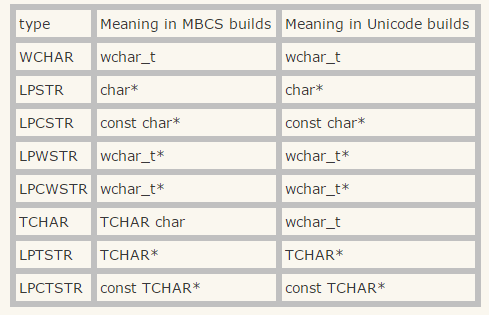 type Meaning in MBCS builds Meaning in Unicode builds
WCHAR wchar_t wchar_t
LPSTR char* char*
LPCSTR const char* const char*
LPWSTR wchar_t* wchar_t*
LPCWSTR wchar_t* wchar_t*
TCHAR TCHAR char wchar_t
LPTSTR TCHAR* TCHAR*
LPCTSTR const TCHAR* const TCHAR*